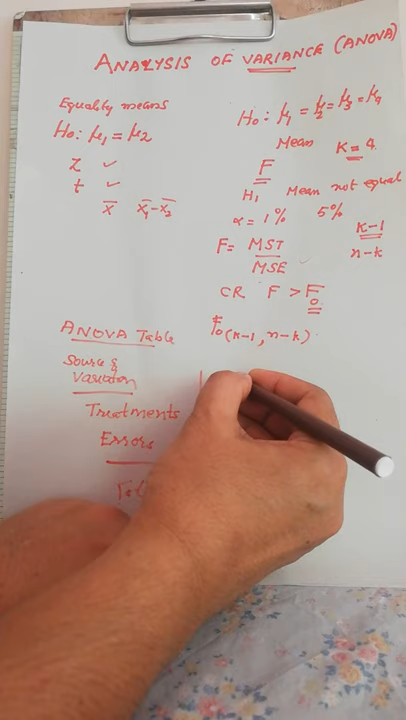 ANALYSIS OF VARIANCE (ANOVA)
Equality means
H₀: μ₁ = μ₂
Z ✓
t ✓
x̄ x̄₁-x̄₂
H₀: μ₁ = μ₂ = μ₃ = μ₄
Mean K = 4
F
H₁ Mean not equal
α = 1% 5%
K-1
n-k
F = MST
MSE
CR F > F₀
F₀(K-1, n-k)
ANOVA Table
Source of
Variation
Treatments
Errors